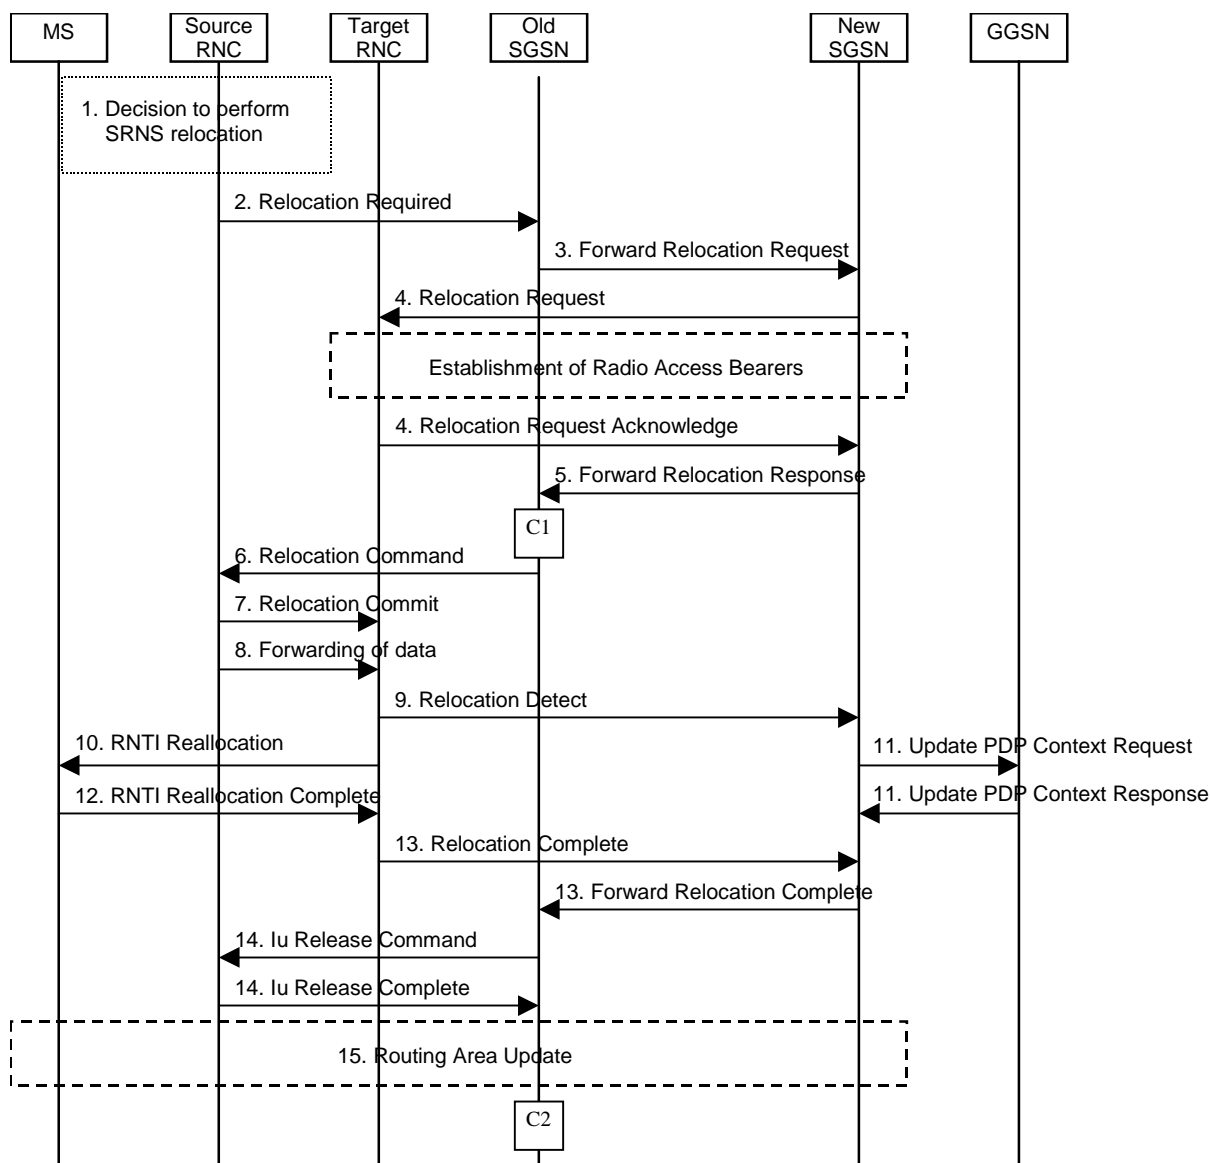 MS
Source
RNC
Target
RNC
Old
SGSN
New
SGSN
GGSN
1. Decision to perform
SRNS relocation
2. Relocation Required
3. Forward Relocation Request
4. Relocation Request
Establishment of Radio Access Bearers
4. Relocation Request Acknowledge
5. Forward Relocation Response
C1
6. Relocation Command
7. Relocation Commit
8. Forwarding of data
9. Relocation Detect
10. RNTI Reallocation
11. Update PDP Context Request
12. RNTI Reallocation Complete
11. Update PDP Context Response
13. Relocation Complete
13. Forward Relocation Complete
14. Iu Release Command
14. Iu Release Complete
15. Routing Area Update
C2